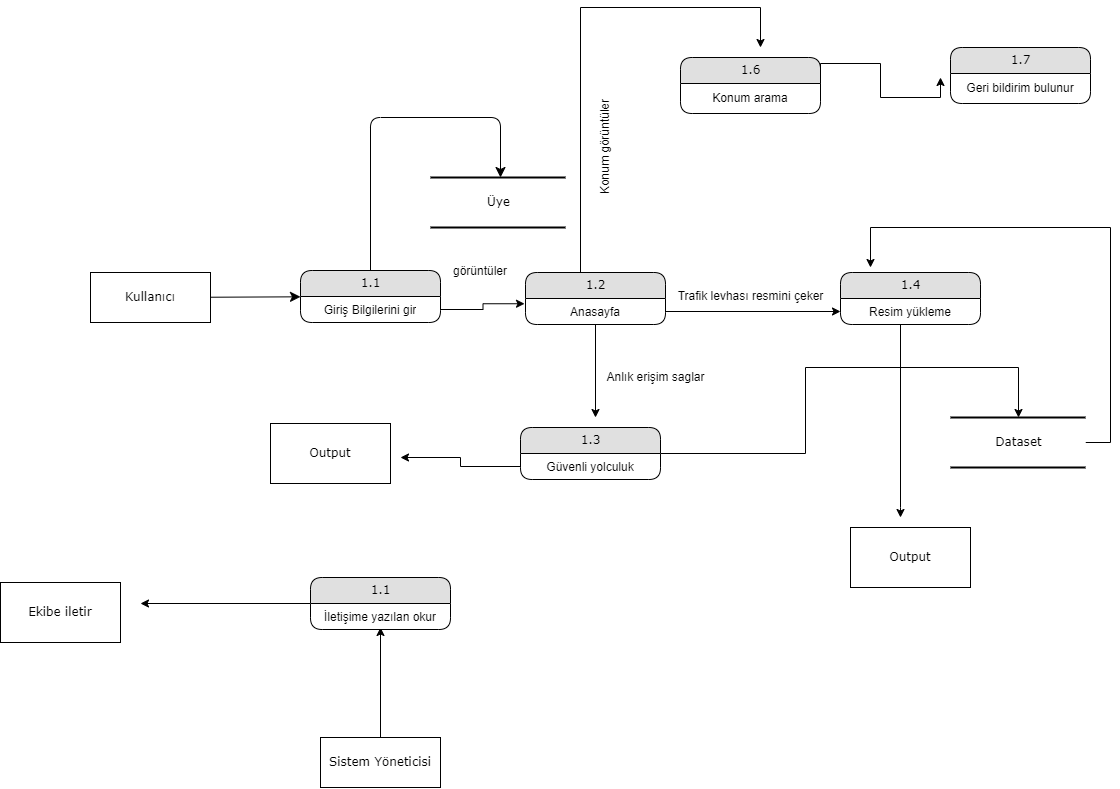 1.6
Konum arama
1.7
Geri bildirim bulunur
Konum görüntüler
Üye
Kullanıcı
1.1
Giriş Bilgilerini gir
görüntüler
1.2
Anasayfa
Trafik levhası resmini çeker
1.4
Resim yükleme
Anlık erişim saglar
Output
1.3
Güvenli yolculuk
Dataset
Output
Ekibe iletir
1.1
İletişime yazılan okur
Sistem Yöneticisi